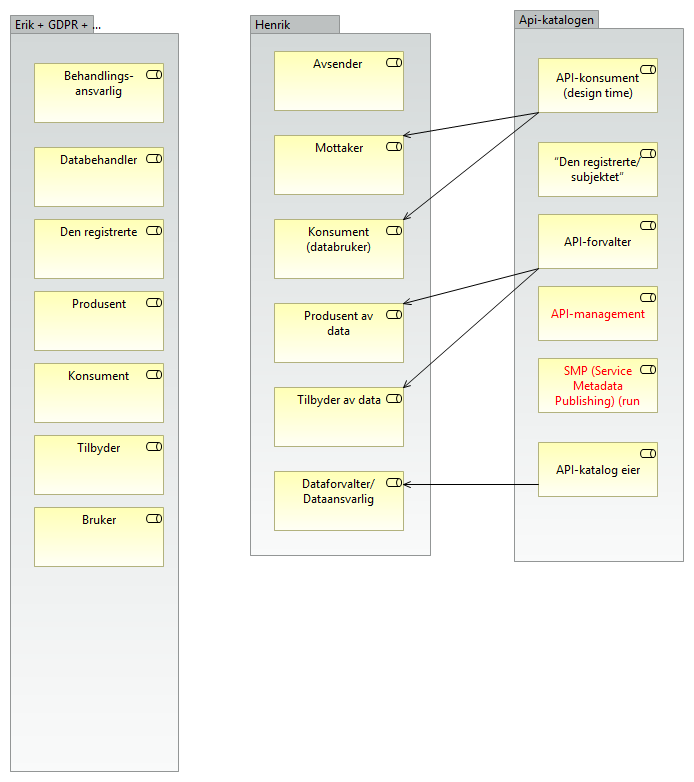 Erik + GDPR + ...
Behandlings-
ansvarlig
Databehandler
Den registrerte
Produsent
Konsument
Tilbyder
Bruker
Henrik
Avsender
Mottaker
Konsument
(databruker)
Produsent av
data
Tilbyder av data
Dataforvalter/
Dataansvarlig
Api-katalogen
API-konsument
(design time)
“Den registrerte/
subjektet”
API-forvalter
API-management
SMP (Service
Metadata
Publishing) (run
API-katalog eier